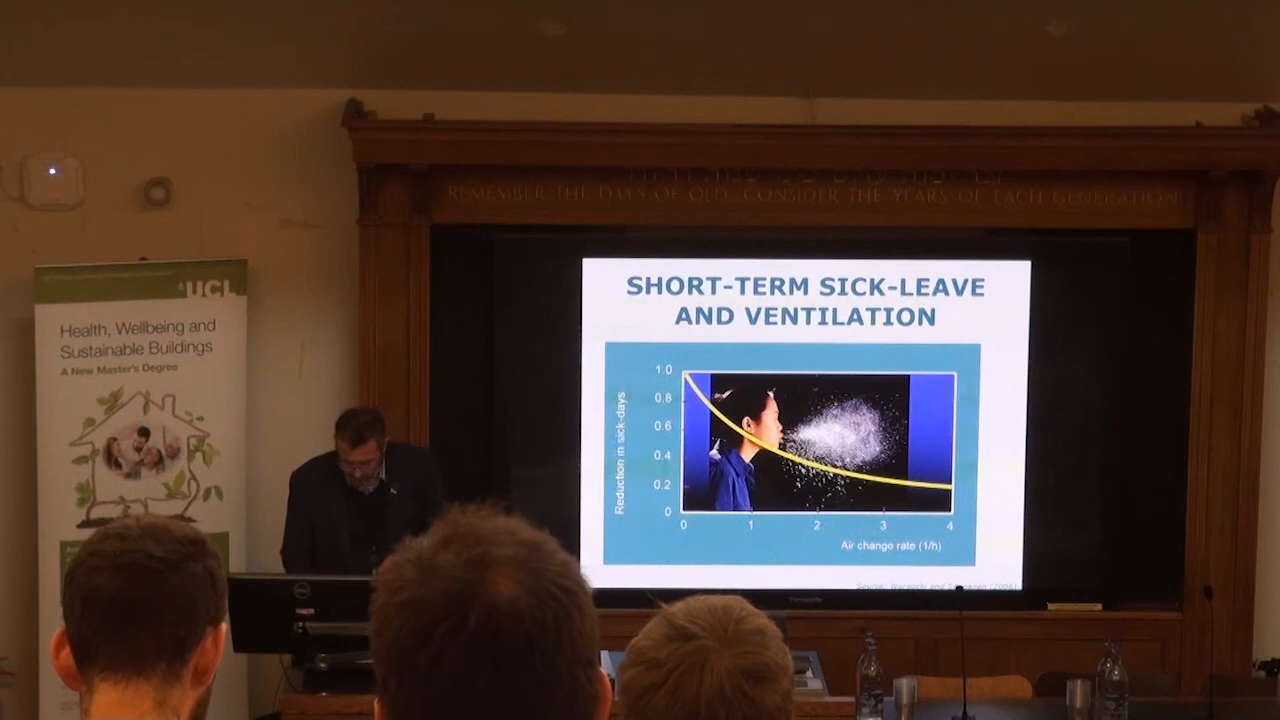 REMEMBER THE DAYS OF OLD, CONSIDER THE YEARS OF EACH GENERATION
UCL
Health, Wellbeing and
Sustainable Buildings
A New Master's Degree
SHORT-TERM SICK-LEAVE
AND VENTILATION
Reduction in sick-days
1.0
0.8
0.6
0.4
0.2
0
0 1 2 3 4
Air change rate (1/h)
DELL